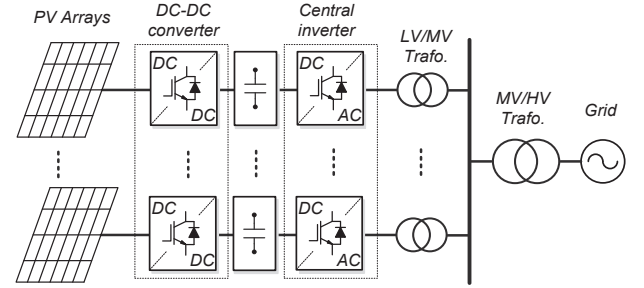 PV Arrays
DC-DC
converter
Central
inverter
LV/MV
Trafo.
MV/HV
Trafo.
Grid
DC
DC
DC
AC
DC
DC
DC
AC